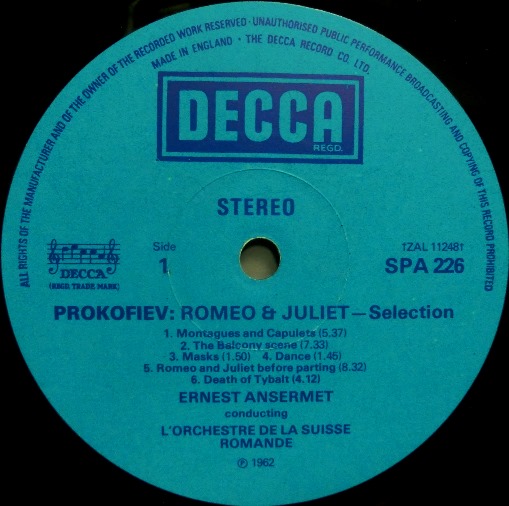 ALL RIGHTS OF THE MANUFACTURER AND OF THE OWNER OF THE RECORDED WORK RESERVED · UNAUTHORISED PUBLIC PERFORMANCE BROADCASTING AND COPYING OF THIS RECORD PROHIBITED
MADE IN ENGLAND · THE DECCA RECORD CO. LTD.
DECCA
REGD.
STEREO
DECCA
(REGD. TRADE MARK)
Side
1
†ZAL 11248†
SPA 226
PROKOFIEV: ROMEO & JULIET—Selection
1. Montagues and Capulets (5.37)
2. The Balcony scene (7.33)
3. Masks (1.50) 4. Dance (1.45)
5. Romeo and Juliet before parting (8.32)
6. Death of Tybalt (4.12)
ERNEST ANSERMET
conducting
L'ORCHESTRE DE LA SUISSE
ROMANDE
℗ 1962